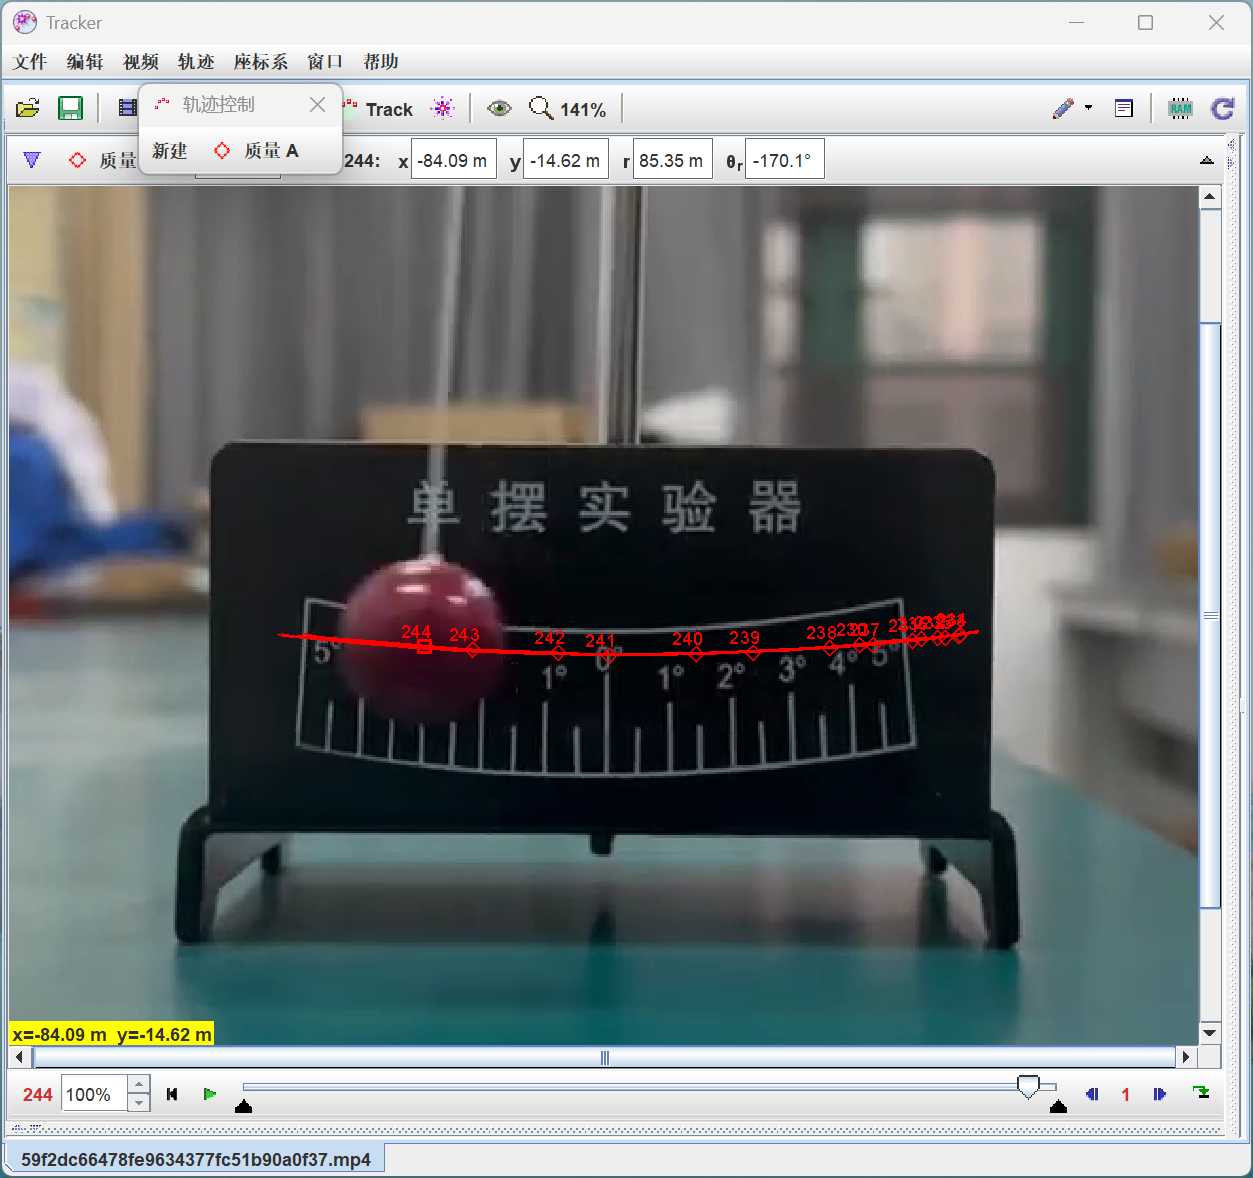 Tracker
文件 编辑 视频 轨迹 座标系 窗口 帮助
轨迹控制
Track
141%
RAM
新建 质量 A
质量
244: x -84.09 m y -14.62 m r 85.35 m θr -170.1°
单摆实验器
244 243 242 241 240 239 238
5° 1° 0° 1° 2° 3° 4° 5°
x=-84.09 m y=-14.62 m
244 100% 1
59f2dc66478fe9634377fc51b90a0f37.mp4